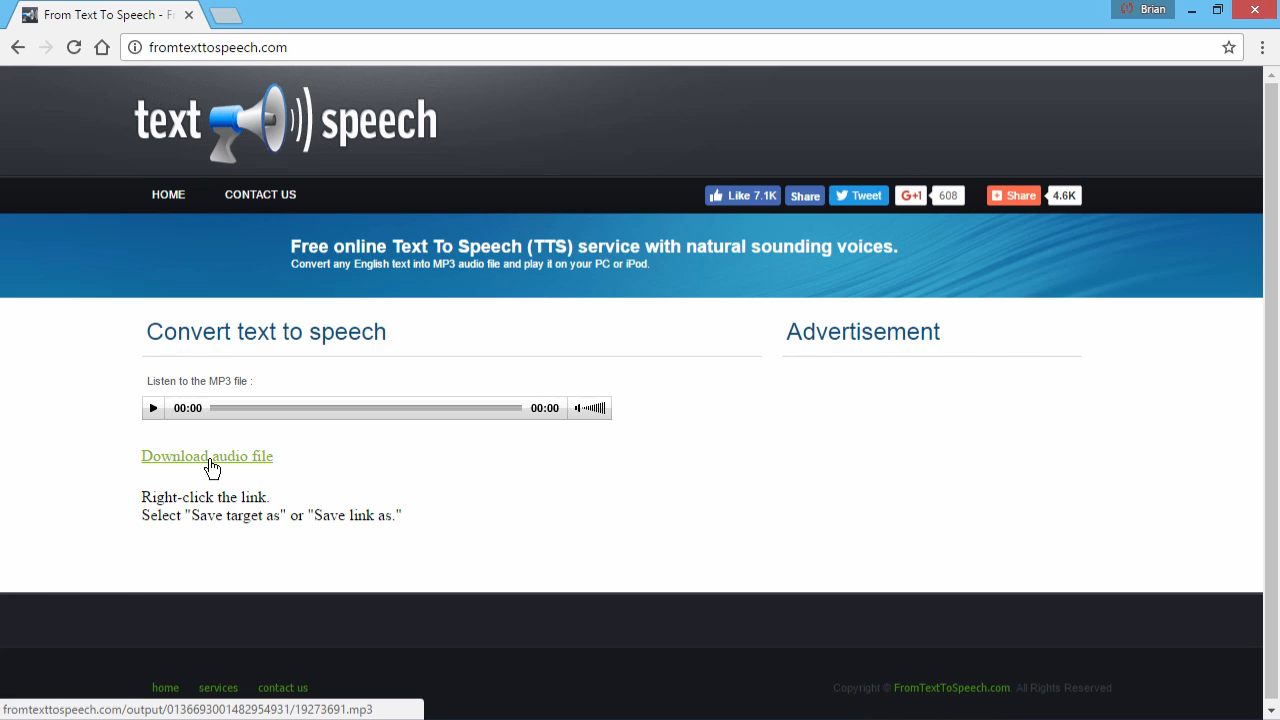 From Text To Speech - Fr
Brian
fromtexttospeech.com
text speech
HOME CONTACT US
Like 7.1K Share Tweet G+1 608 Share 4.6K
Free online Text To Speech (TTS) service with natural sounding voices.
Convert any English text into MP3 audio file and play it on your PC or iPod.
Convert text to speech
Advertisement
Listen to the MP3 file :
00:00 00:00
Download audio file
Right-click the link.
Select "Save target as" or "Save link as."
home services contact us
Copyright © FromTextToSpeech.com All Rights Reserved
fromtexttospeech.com/output/0136693001482954931/19273691.mp3